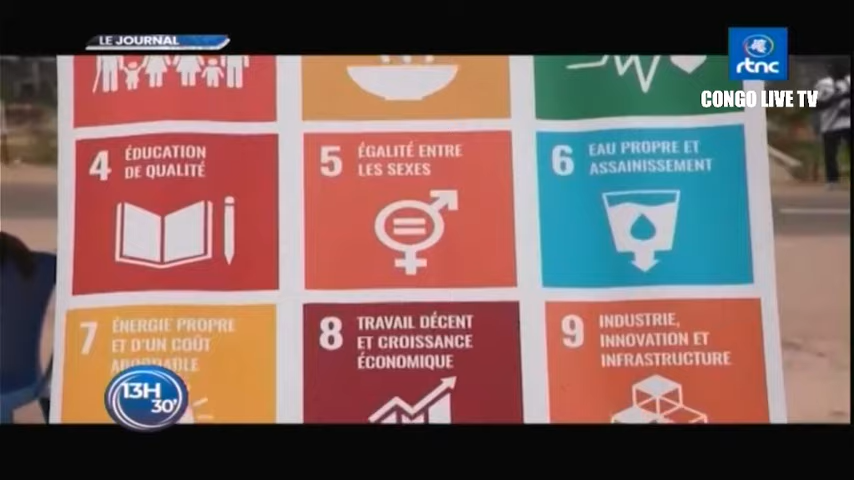 LE JOURNAL
rtnc
CONGO LIVE TV
4 ÉDUCATION
DE QUALITÉ
5 ÉGALITÉ ENTRE
LES SEXES
6 EAU PROPRE ET
ASSAINISSEMENT
7 ÉNERGIE PROPRE
ET D'UN COÛT
ABORDABLE
8 TRAVAIL DÉCENT
ET CROISSANCE
ÉCONOMIQUE
9 INDUSTRIE,
INNOVATION ET
INFRASTRUCTURE
13H
30'